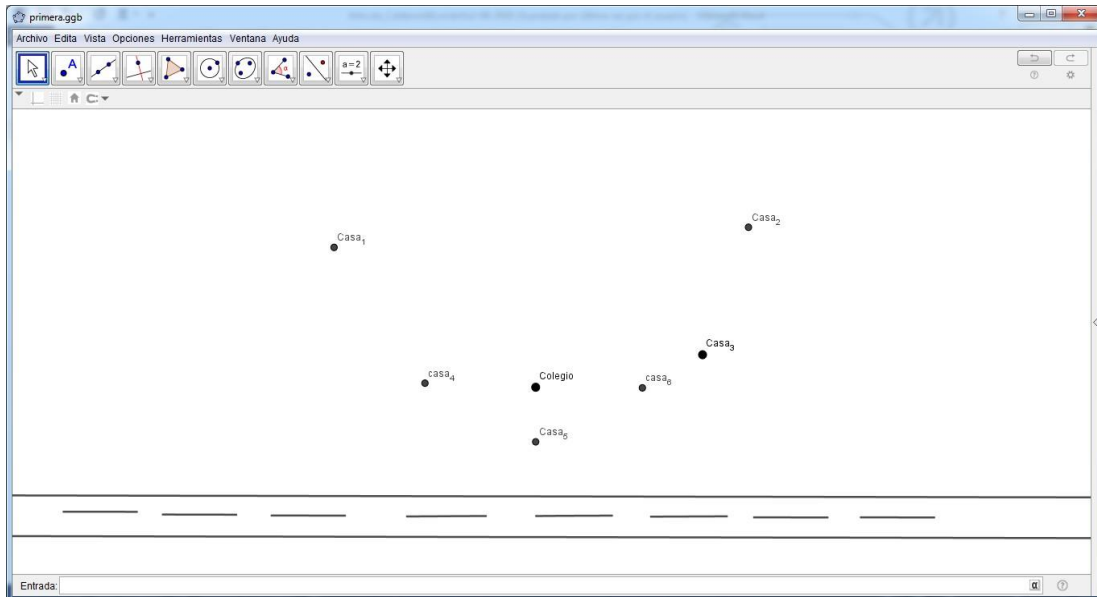 primera.ggb
Archivo Edita Vista Opciones Herramientas Ventana Ayuda
A
a=2
Casa₂
Casa₁
Casa₃
casa₄
Colegio
casa₆
Casa₅
Entrada:
α